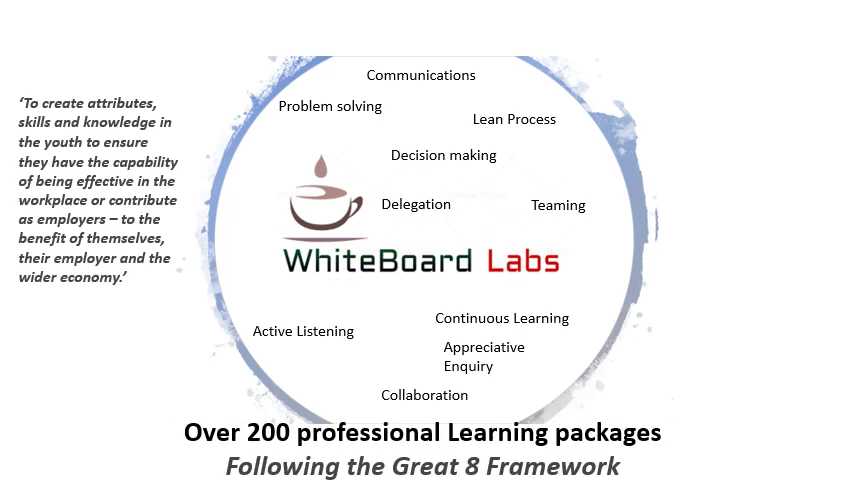 Communications
Problem solving
Lean Process
‘To create attributes,
skills and knowledge in
the youth to ensure
they have the capability
of being effective in the
workplace or contribute
as employers – to the
benefit of themselves,
their employer and the
wider economy.’
Decision making
Delegation
Teaming
WhiteBoard Labs
Continuous Learning
Active Listening
Appreciative
Enquiry
Collaboration
Over 200 professional Learning packages
Following the Great 8 Framework